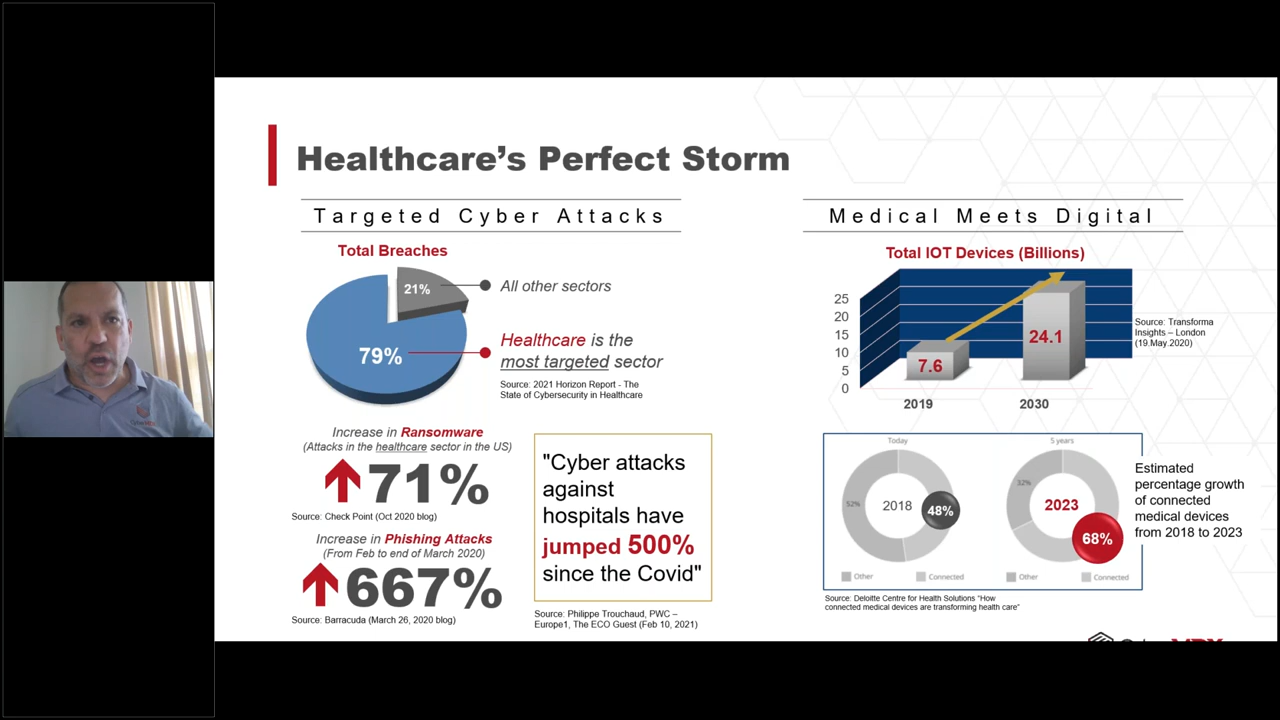 Healthcare's Perfect Storm
Targeted Cyber Attacks
Total Breaches
21%
All other sectors
79%
Healthcare is the
most targeted sector
Source: 2021 Horizon Report - The
State of Cybersecurity in Healthcare
Increase in Ransomware
(Attacks in the healthcare sector in the US)
71%
Source: Check Point (Oct 2020 blog)
Increase in Phishing Attacks
(From Feb to end of March 2020)
667%
Source: Barracuda (March 26, 2020 blog)
"Cyber attacks
against
hospitals have
jumped 500%
since the Covid"
Source: Philippe Trouchaud, PWC –
Europe1, The ECO Guest (Feb 10, 2021)
Medical Meets Digital
Total IOT Devices (Billions)
25
20
15
10
5
0
7.6
24.1
2019
2030
Source: Transforma
Insights – London
(19.May.2020)
Today
5 years
52%
2018
48%
32%
2023
68%
Other
Connected
Other
Connected
Estimated
percentage growth
of connected
medical devices
from 2018 to 2023
Source: Deloitte Centre for Health Solutions "How
connected medical devices are transforming health care"